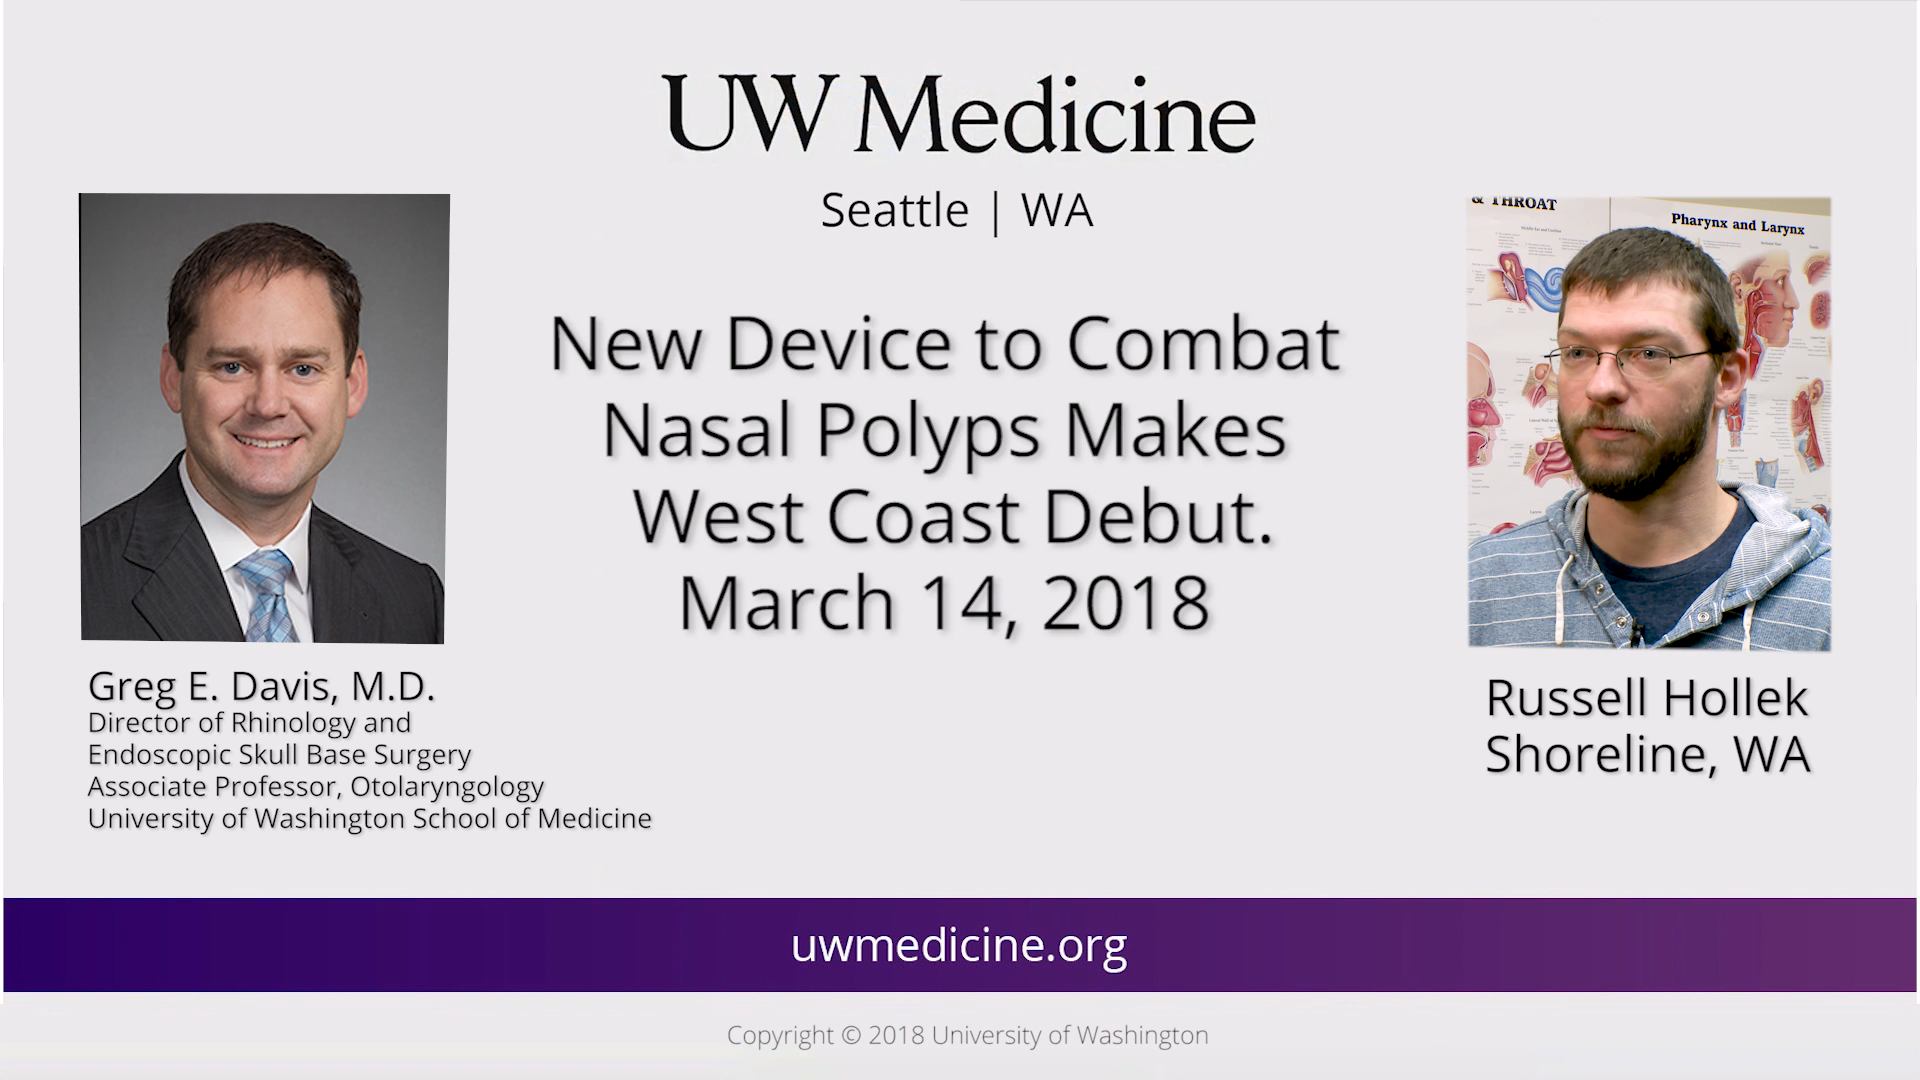 UW Medicine
Seattle | WA
New Device to Combat
Nasal Polyps Makes
West Coast Debut.
March 14, 2018
Greg E. Davis, M.D.
Director of Rhinology and
Endoscopic Skull Base Surgery
Associate Professor, Otolaryngology
University of Washington School of Medicine
& THROAT
Pharynx and Larynx
Russell Hollek
Shoreline, WA
uwmedicine.org
Copyright © 2018 University of Washington